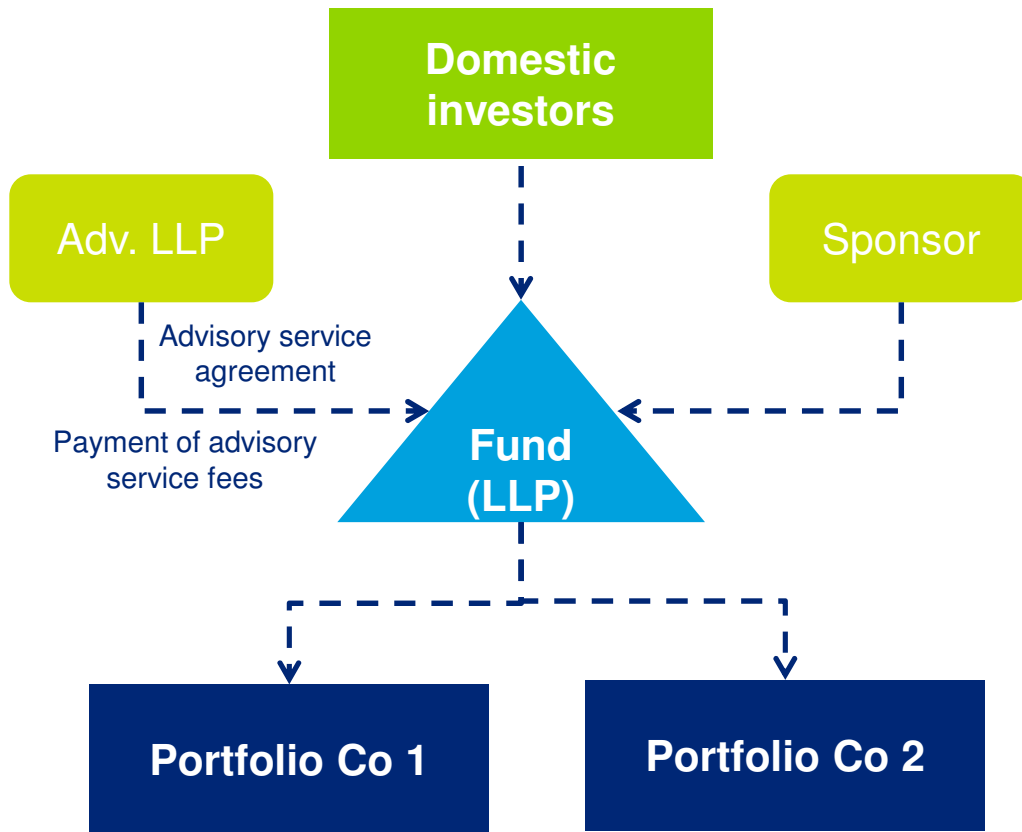 Domestic
investors
Adv. LLP
Sponsor
Advisory service
agreement
Payment of advisory
service fees
Fund
(LLP)
Portfolio Co 1
Portfolio Co 2